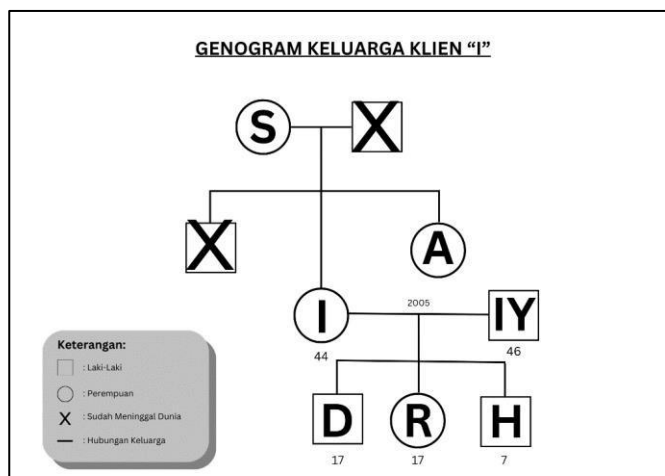 GENOGRAM KELUARGA KLIEN “I”
S X
X A
I 2005 IY
44 46
D R H
17 17 7
Keterangan:
: Laki-Laki
: Perempuan
X : Sudah Meninggal Dunia
: Hubungan Keluarga